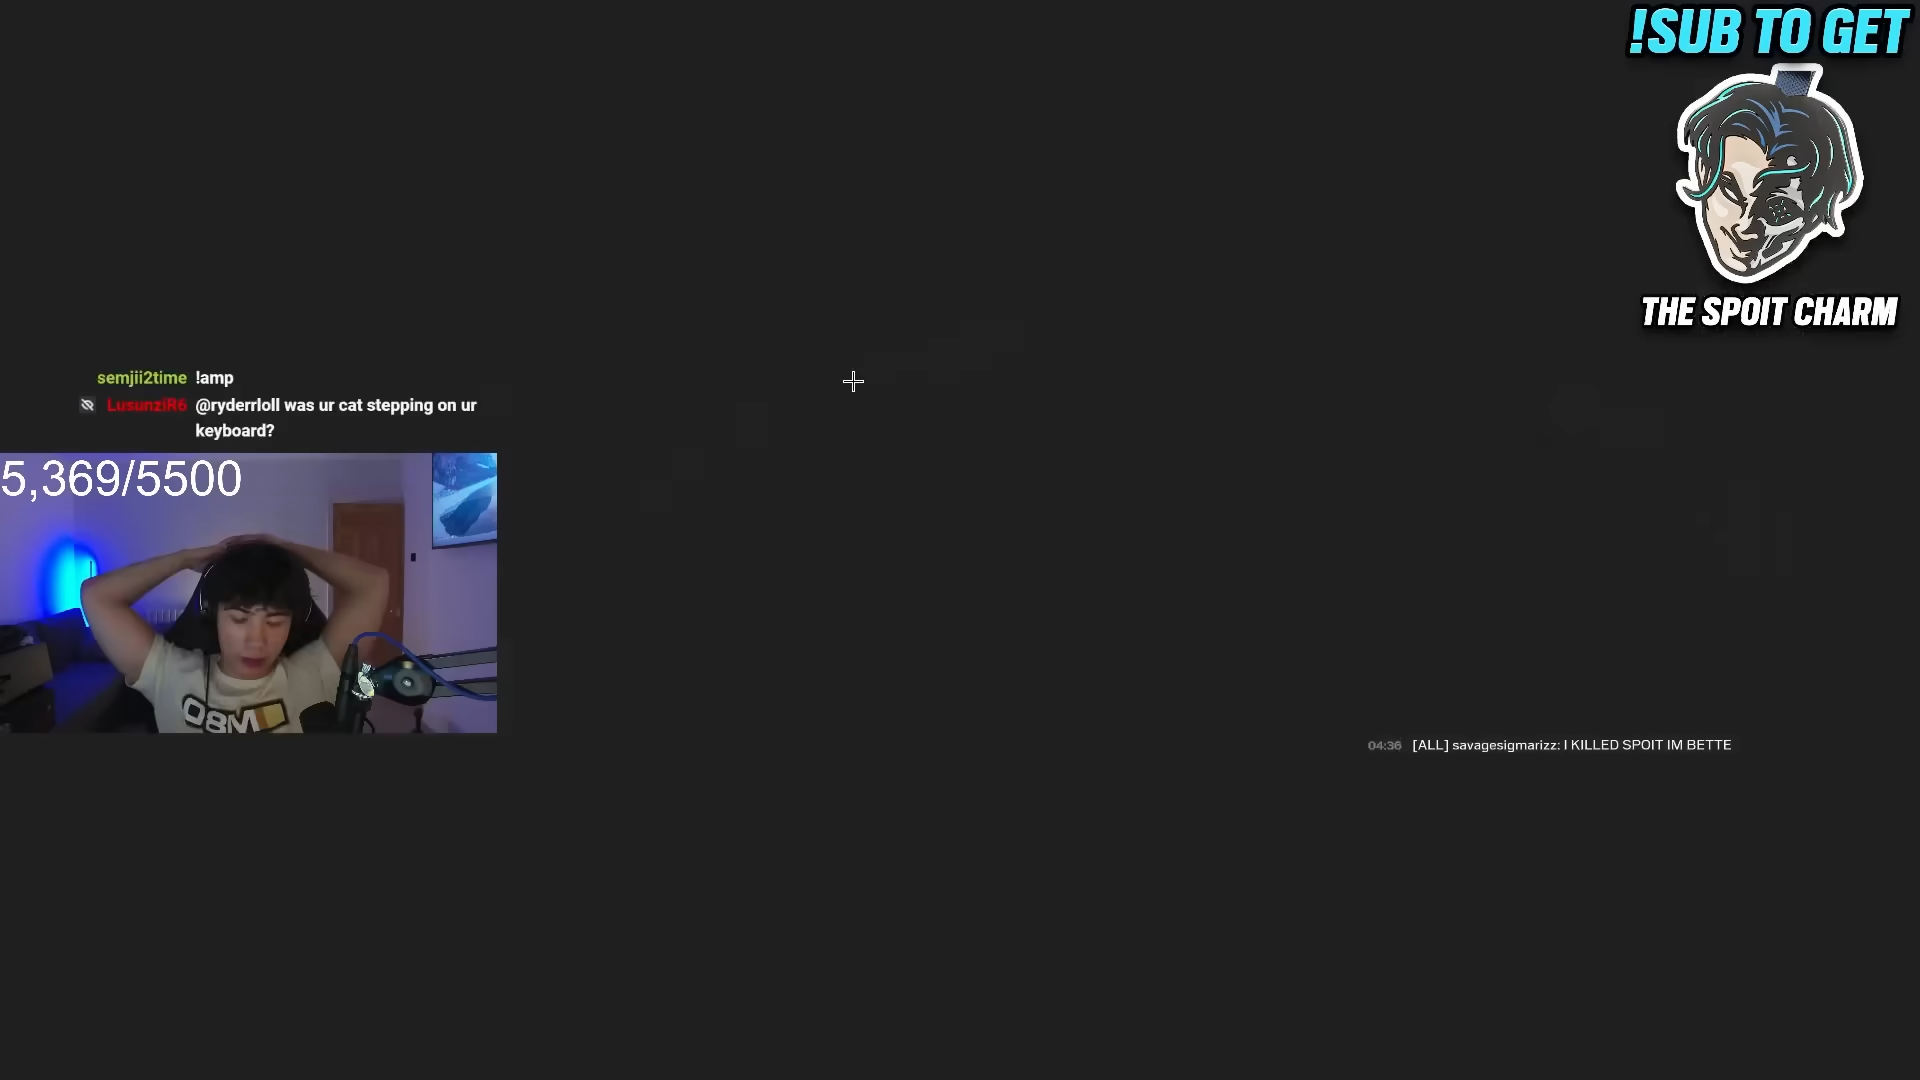 !SUB TO GET
THE SPOIT CHARM
semjii2time !amp
LusunziR6 @ryderrloll was ur cat stepping on ur
keyboard?
5,369/5500
04:36 [ALL] savagesigmarizz: I KILLED SPOIT IM BETTE